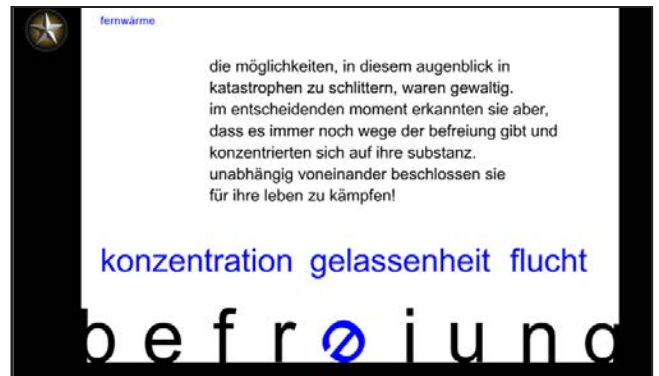 fernwärme
die möglichkeiten, in diesem augenblick in
katastrophen zu schlittern, waren gewaltig.
im entscheidenden moment erkannten sie aber,
dass es immer noch wege der befreiung gibt und
konzentrierten sich auf ihre substanz.
unabhängig voneinander beschlossen sie
für ihre leben zu kämpfen!
konzentration gelassenheit flucht
befreiung